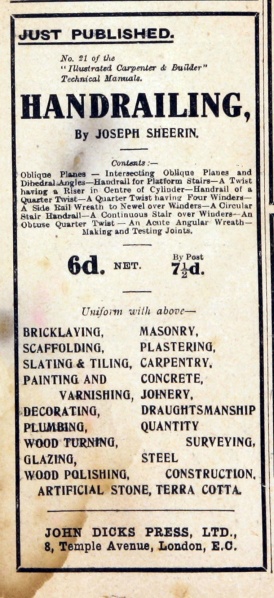 JUST PUBLISHED.
No. 21 of the
"Illustrated Carpenter & Builder"
Technical Manuals.
HANDRAILING,
By JOSEPH SHEERIN.
Contents :—
Oblique Planes — Intersecting Oblique Planes and
Dihedral Angles—Handrail for Platform Stairs—A Twist
having a Riser in Centre of Cylinder—Handrail of a
Quarter Twist—A Quarter Twist having Four Winders—
A Side Rail Wreath to Newel over Winders—A Circular
Stair Handrail—A Continuous Stair over Winders—An
Obtuse Quarter Twist — An Acute Angular Wreath—
Making and Testing Joints.
6d. NET. By Post 7½d.
Uniform with above—
BRICKLAYING, MASONRY,
SCAFFOLDING, PLASTERING,
SLATING & TILING, CARPENTRY,
PAINTING AND CONCRETE,
VARNISHING, JOINERY,
DECORATING, DRAUGHTSMANSHIP
PLUMBING, QUANTITY
WOOD TURNING, SURVEYING,
GLAZING, STEEL
WOOD POLISHING, CONSTRUCTION,
ARTIFICIAL STONE, TERRA COTTA.
JOHN DICKS PRESS, LTD.,
8, Temple Avenue, London, E.C.